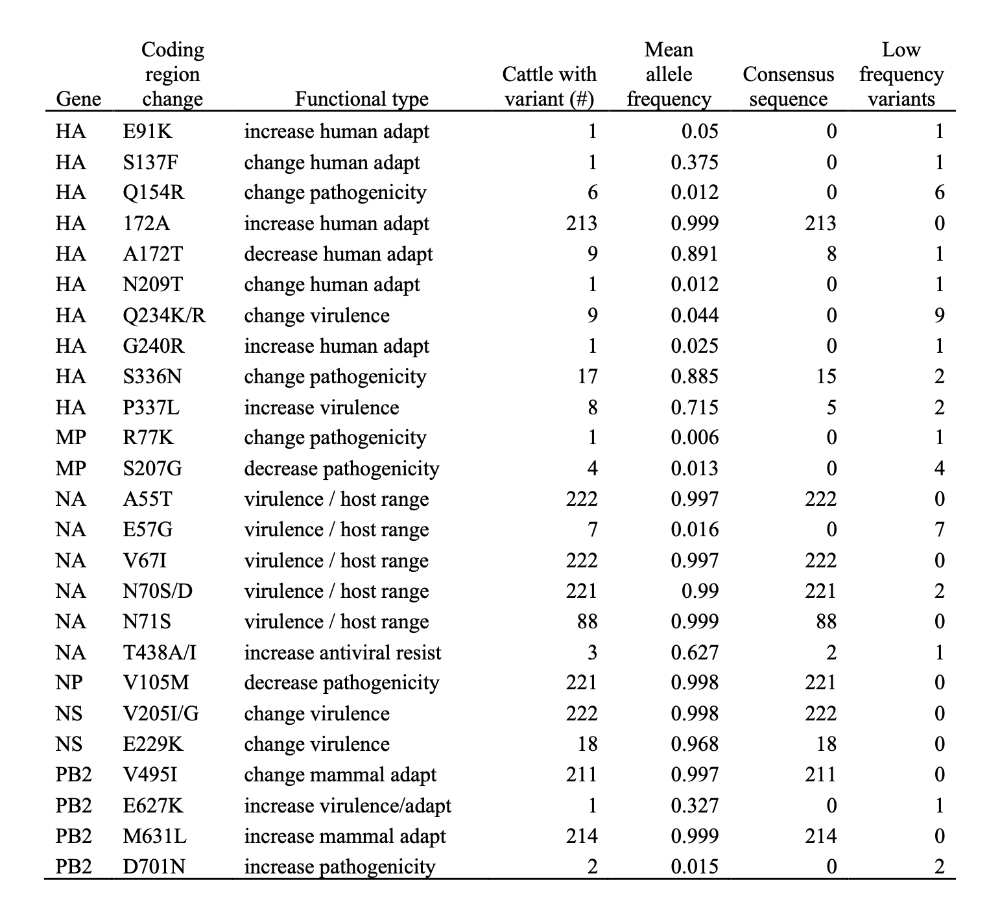 Gene Coding region change Functional type Cattle with variant (#) Mean allele frequency Consensus sequence Low frequency variants
HA E91K increase human adapt 1 0.05 0 1
HA S137F change human adapt 1 0.375 0 1
HA Q154R change pathogenicity 6 0.012 0 6
HA 172A increase human adapt 213 0.999 213 0
HA A172T decrease human adapt 9 0.891 8 1
HA N209T change human adapt 1 0.012 0 1
HA Q234K/R change virulence 9 0.044 0 9
HA G240R increase human adapt 1 0.025 0 1
HA S336N change pathogenicity 17 0.885 15 2
HA P337L increase virulence 8 0.715 5 2
MP R77K change pathogenicity 1 0.006 0 1
MP S207G decrease pathogenicity 4 0.013 0 4
NA A55T virulence / host range 222 0.997 222 0
NA E57G virulence / host range 7 0.016 0 7
NA V67I virulence / host range 222 0.997 222 0
NA N70S/D virulence / host range 221 0.99 221 2
NA N71S virulence / host range 88 0.999 88 0
NA T438A/I increase antiviral resist 3 0.627 2 1
NP V105M decrease pathogenicity 221 0.998 221 0
NS V205I/G change virulence 222 0.998 222 0
NS E229K change virulence 18 0.968 18 0
PB2 V495I change mammal adapt 211 0.997 211 0
PB2 E627K increase virulence/adapt 1 0.327 0 1
PB2 M631L increase mammal adapt 214 0.999 214 0
PB2 D701N increase pathogenicity 2 0.015 0 2